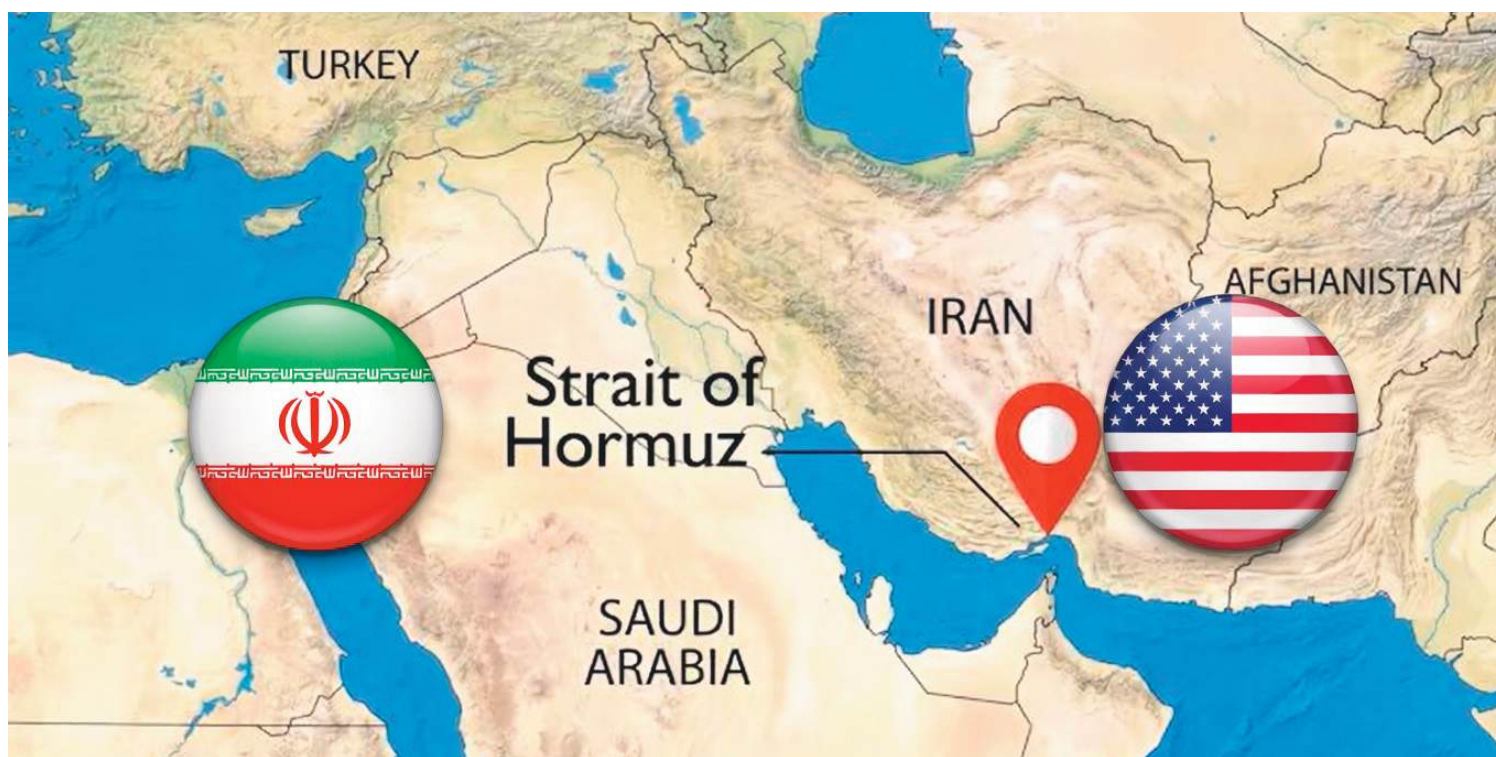 TURKEY
AFGHANISTAN
IRAN
Strait of
Hormuz
SAUDI
ARABIA